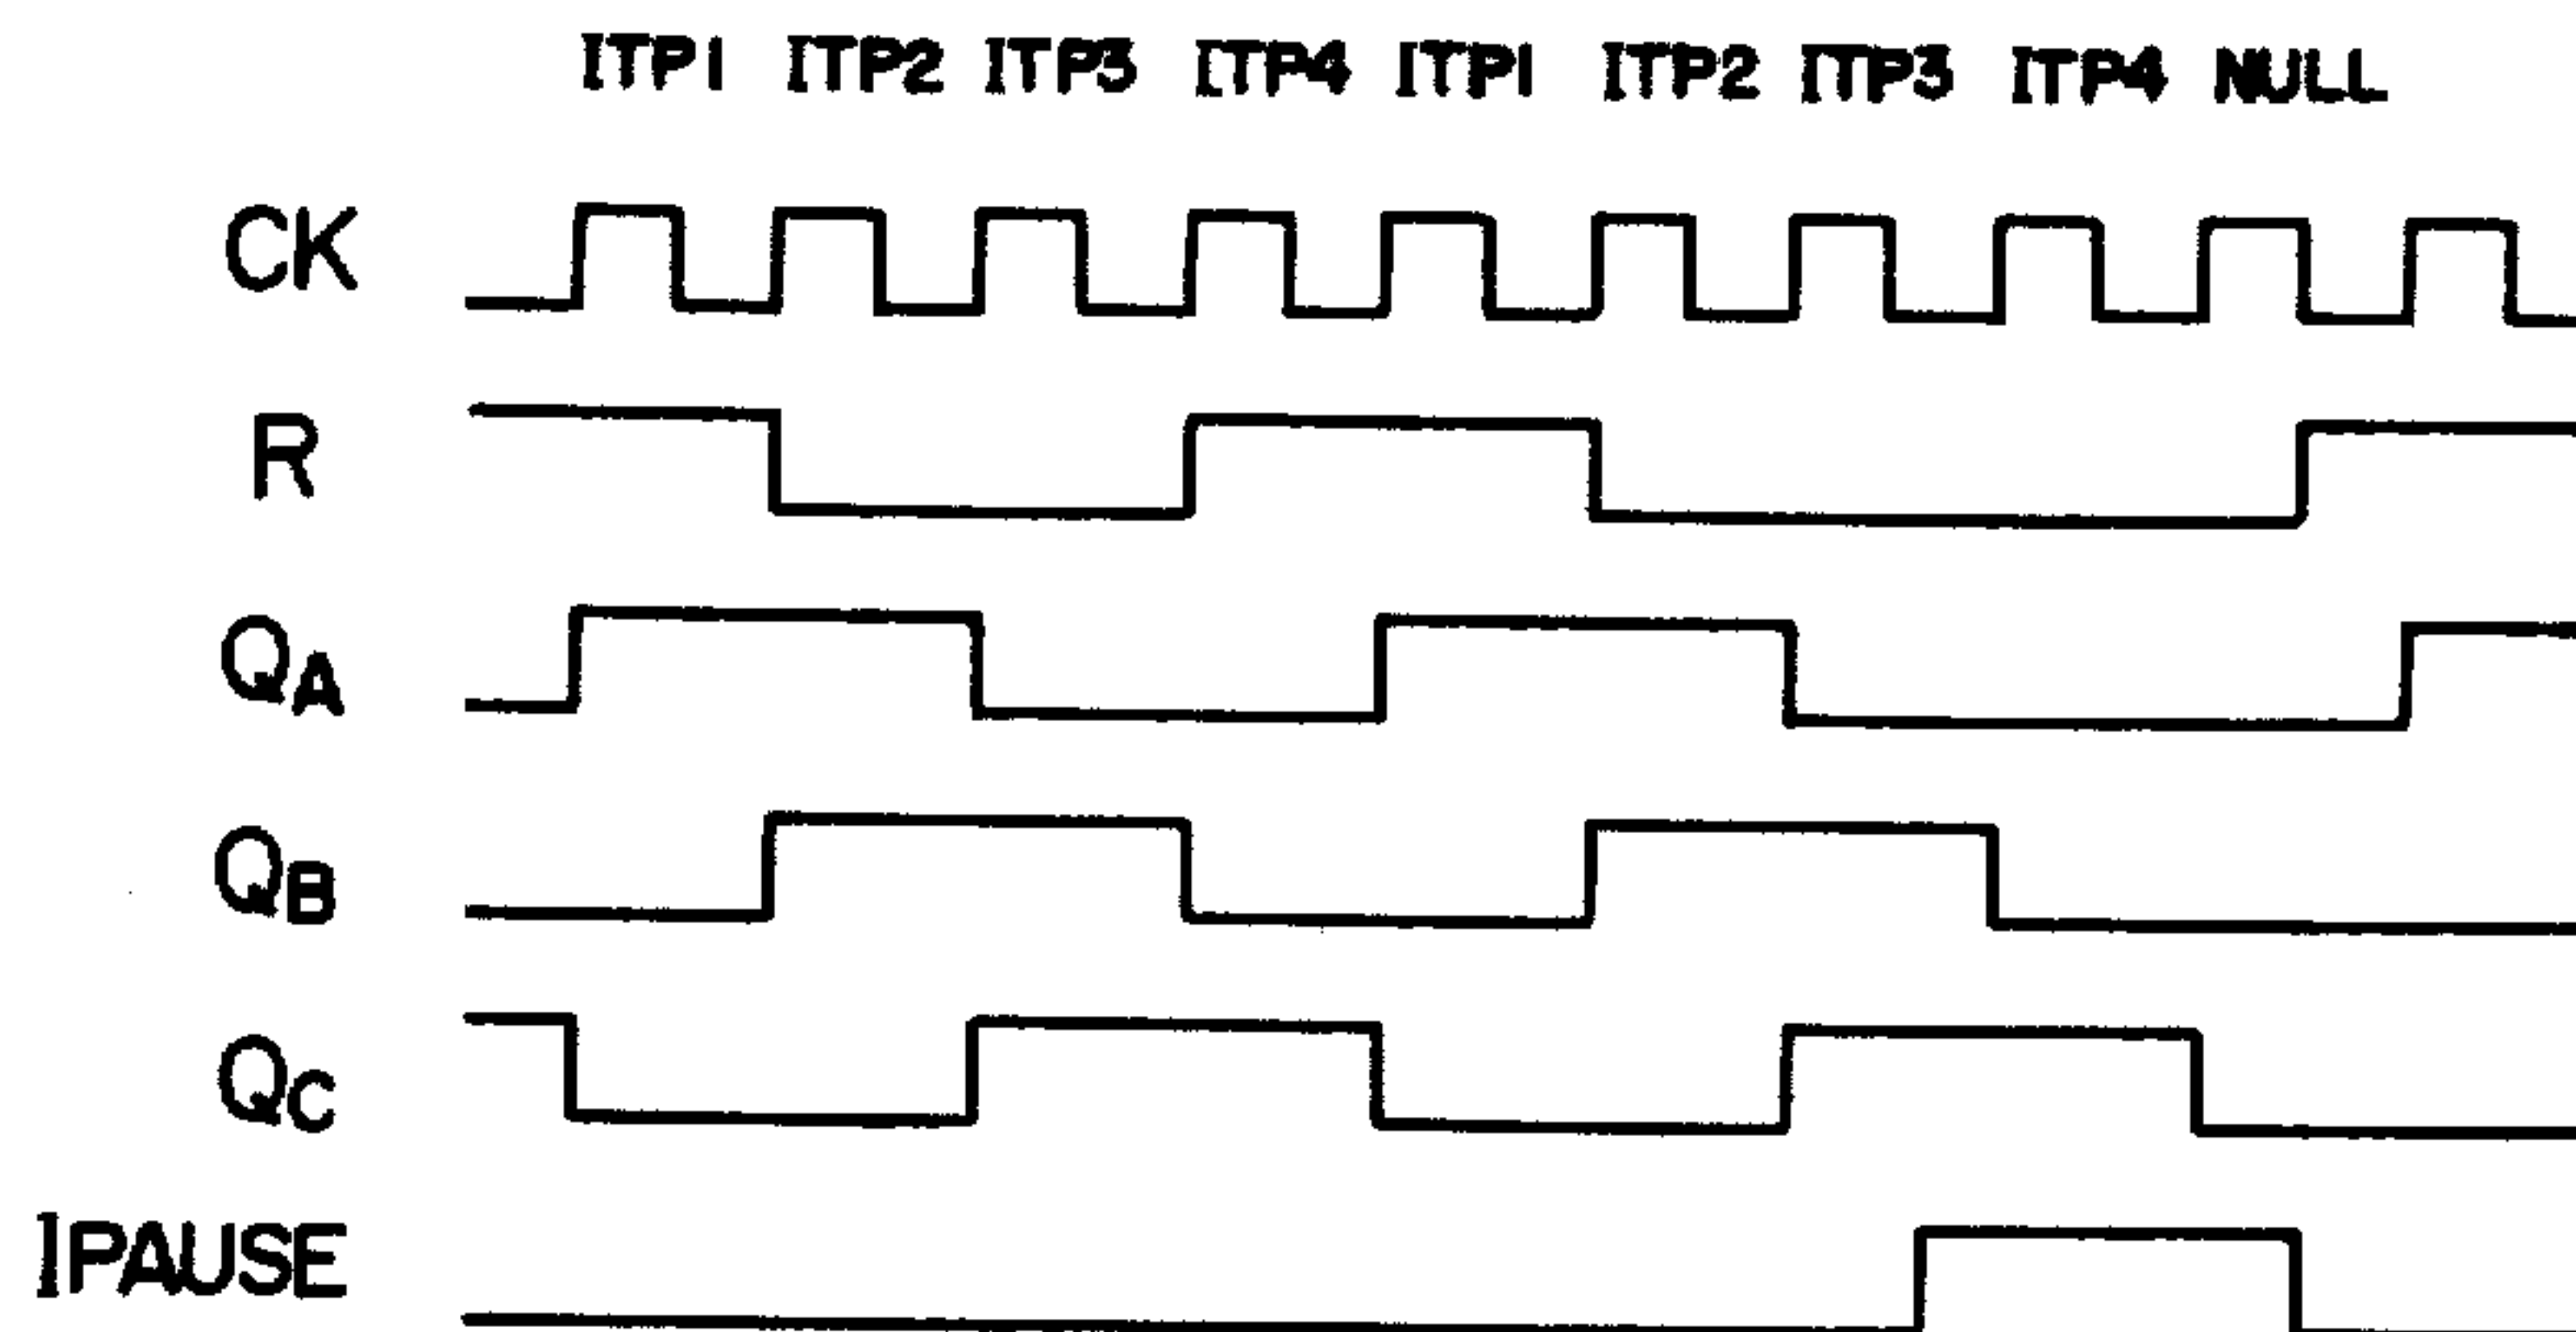 ITP1 ITP2 ITP3 ITP4 ITP1 ITP2 ITP3 ITP4 NULL
CK
R
QA
QB
QC
IPAUSE